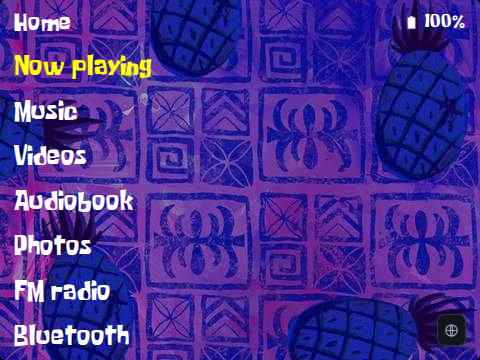 Home
100%
Now playing
Music
Videos
Audiobook
Photos
FM radio
Bluetooth